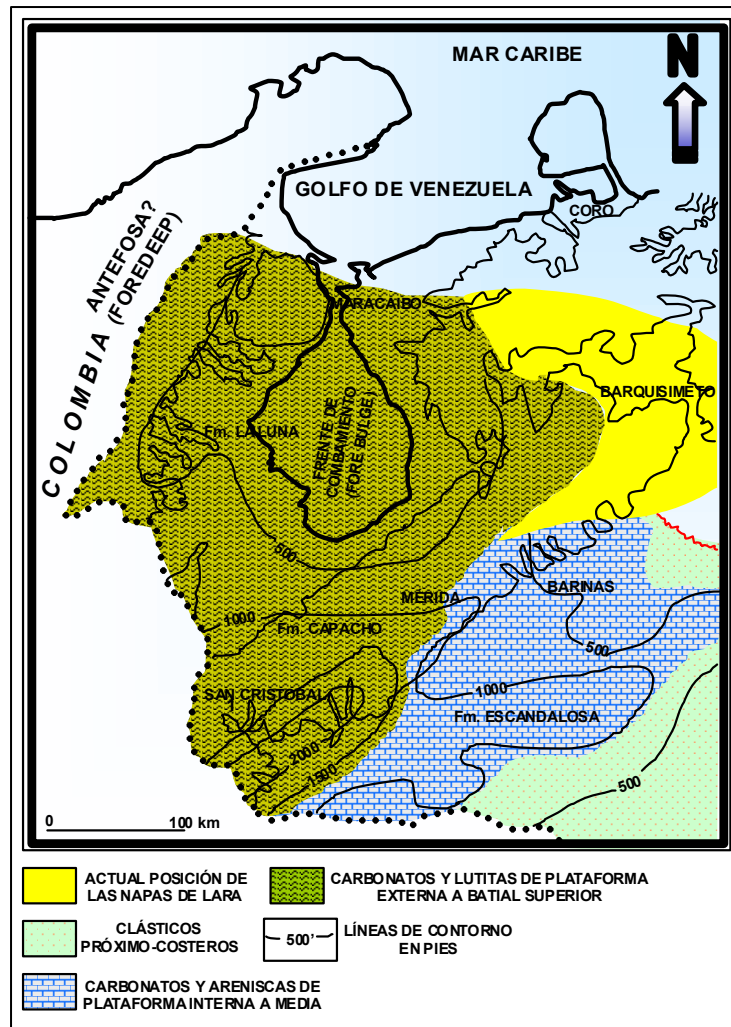 MAR CARIBE
N
GOLFO DE VENEZUELA
CORO
ANTEFOSA?
(FOREDEEP)
COLOMBIA
MARACAIBO
BARQUISIMETO
Fm. LA LUNA
FRENTE DE
COMBAMIENTO
(FORE BULGE)
500
MÉRIDA
BARINAS
1000
Fm. CAPACHO
500
SAN CRISTOBAL
1000
Fm. ESCANDALOSA
2000
1500
500
0 100 km
ACTUAL POSICIÓN DE
LAS NAPAS DE LARA
CARBONATOS Y LUTITAS DE PLATAFORMA
EXTERNA A BATIAL SUPERIOR
CLÁSTICOS
PRÓXIMO-COSTEROS
500'
LÍNEAS DE CONTORNO
EN PIES
CARBONATOS Y ARENISCAS DE
PLATAFORMA INTERNA A MEDIA